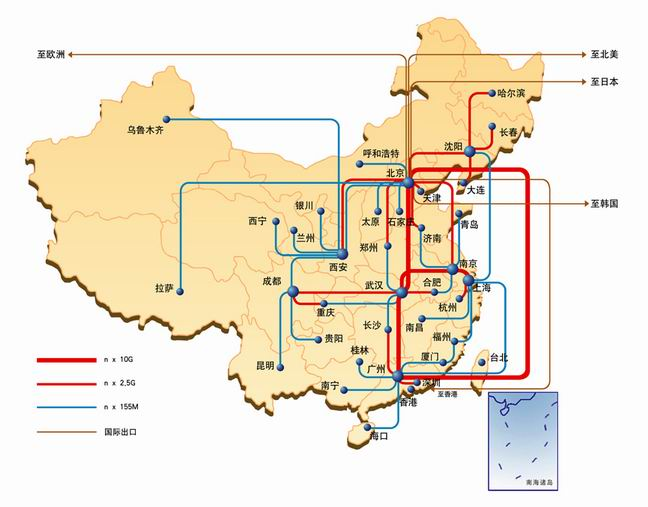 至欧洲
至北美
至日本
哈尔滨
乌鲁木齐
长春
沈阳
呼和浩特
北京
大连
天津
至韩国
银川
西宁
太原
石家庄
青岛
兰州
济南
郑州
西安
南京
成都
武汉
合肥
上海
拉萨
重庆
杭州
南昌
长沙
贵阳
福州
桂林
厦门
台北
n x 10G
昆明
广州
南宁
深圳
n x 2.5G
香港
至香港
n x 155M
国际出口
海口
南海诸岛